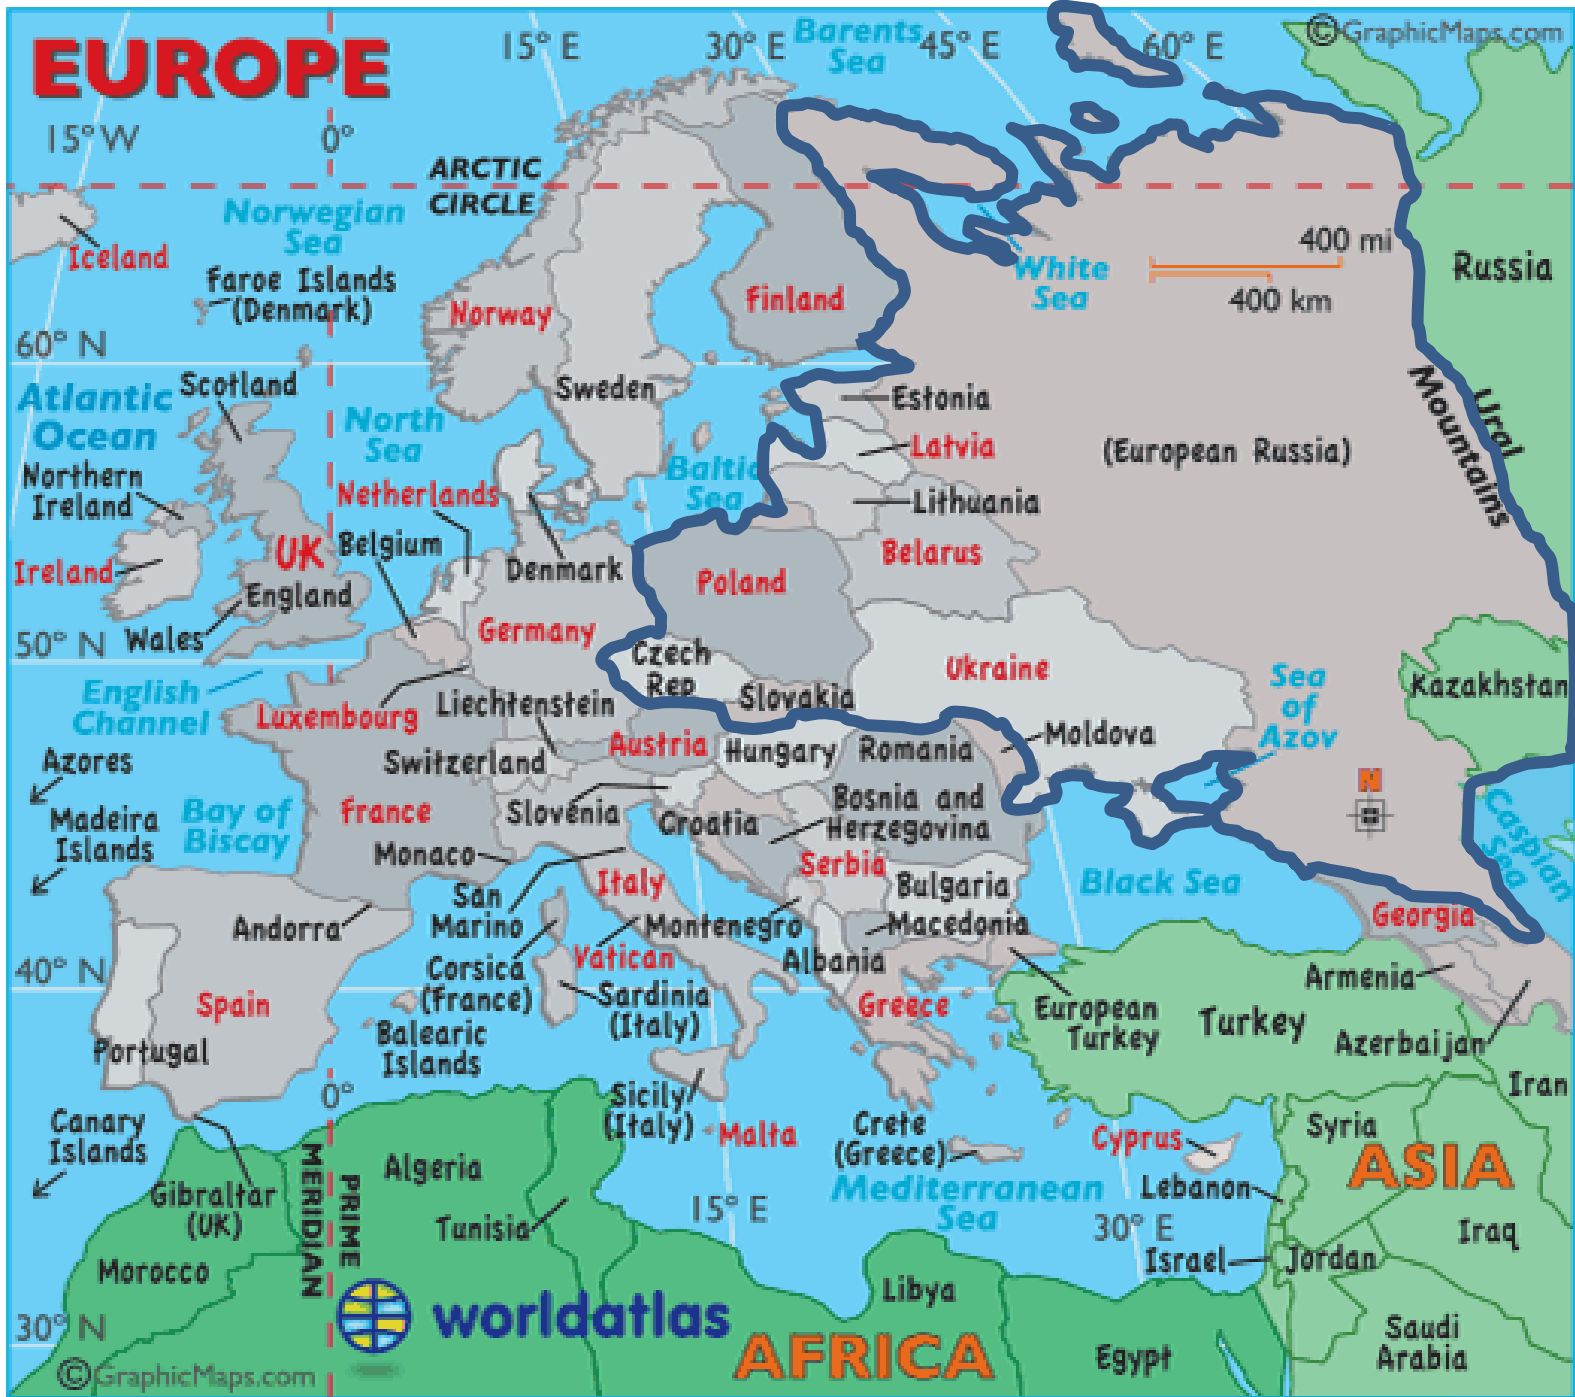 EUROPE
15° E
30° E
Barents
Sea
45° E
60° E
©GraphicMaps.com
15° W
0°
ARCTIC
CIRCLE
Norwegian
Sea
Iceland
Faroe Islands
(Denmark)
Norway
Finland
White
Sea
400 mi
400 km
Russia
60° N
Atlantic
Ocean
Scotland
North
Sea
Sweden
Estonia
Latvia
(European Russia)
Ural
Mountains
Northern
Ireland
Netherlands
Baltic
Sea
Lithuania
Ireland
UK
Belgium
Denmark
Belarus
Poland
England
Wales
50° N
Germany
Czech
Rep
Ukraine
Sea
of
Azov
Kazakhstan
English
Channel
Luxembourg
Liechtenstein
Slovakia
Azores
Switzerland
Austria
Hungary
Romania
Moldova
N
Madeira
Islands
Bay of
Biscay
France
Slovenia
Croatia
Bosnia and
Herzegovina
Caspian
Sea
Monaco
San
Marino
Italy
Serbia
Bulgaria
Black Sea
Georgia
Andorra
Montenegro
Macedonia
40° N
Corsica
(France)
Vatican
Albania
Armenia
Spain
Sardinia
(Italy)
Greece
European
Turkey
Turkey
Azerbaijan
Portugal
Balearic
Islands
Iran
0°
Canary
Islands
Sicily
(Italy)
Malta
Crete
(Greece)
Cyprus
Syria
ASIA
MERIDIAN
PRIME
Algeria
Gibraltar
(UK)
Tunisia
15° E
Mediterranean
Sea
Lebanon
30° E
Iraq
Morocco
Israel
Jordan
Libya
30° N
worldatlas
AFRICA
Egypt
Saudi
Arabia
©GraphicMaps.com